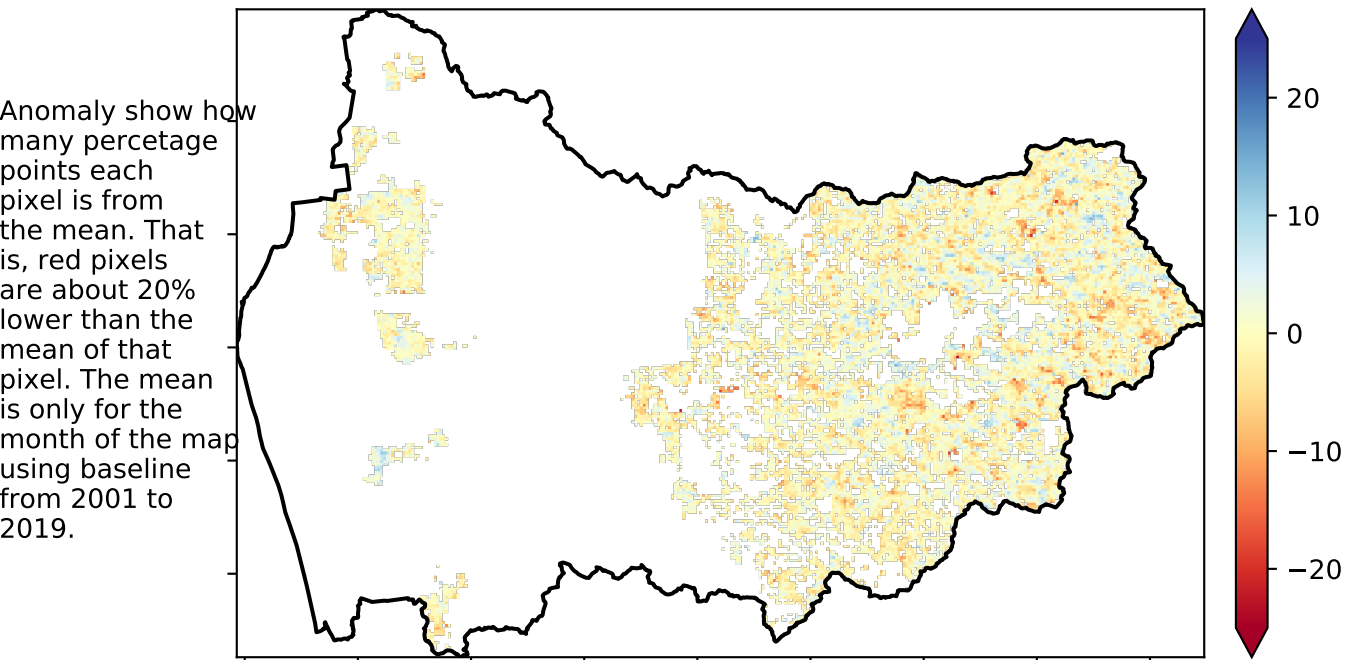 Anomaly show how
many percetage
points each
pixel is from
the mean. That
is, red pixels
are about 20%
lower than the
mean of that
pixel. The mean
is only for the
month of the map
using baseline
from 2001 to
2019.
20
10
0
−10
−20